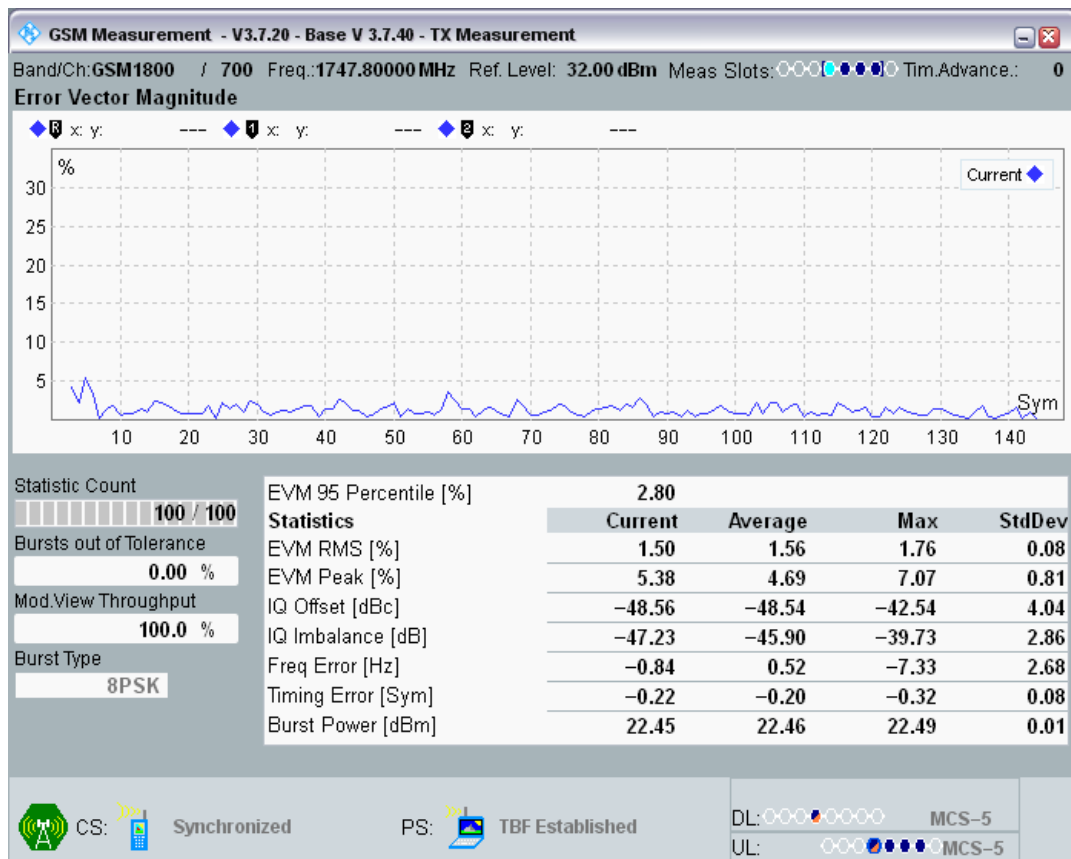 GSM Measurement - V3.7.20 - Base V 3.7.40 - TX Measurement
Band/Ch:GSM1800 / 700 Freq.:1747.80000 MHz Ref. Level: 32.00 dBm Meas Slots: Tim.Advance.: 0
Error Vector Magnitude
R x: y: --- 1 x: y: --- 2 x: y: ---
%
Current
30
25
20
15
10
5
Sym
10 20 30 40 50 60 70 80 90 100 110 120 130 140
Statistic Count
100 / 100
Bursts out of Tolerance
0.00 %
Mod.View Throughput
100.0 %
Burst Type
8PSK
EVM 95 Percentile [%] 2.80
Statistics Current Average Max StdDev
EVM RMS [%] 1.50 1.56 1.76 0.08
EVM Peak [%] 5.38 4.69 7.07 0.81
IQ Offset [dBc] −48.56 −48.54 −42.54 4.04
IQ Imbalance [dB] −47.23 −45.90 −39.73 2.86
Freq Error [Hz] −0.84 0.52 −7.33 2.68
Timing Error [Sym] −0.22 −0.20 −0.32 0.08
Burst Power [dBm] 22.45 22.46 22.49 0.01
CS: Synchronized PS: TBF Established
DL: MCS−5
UL: MCS−5